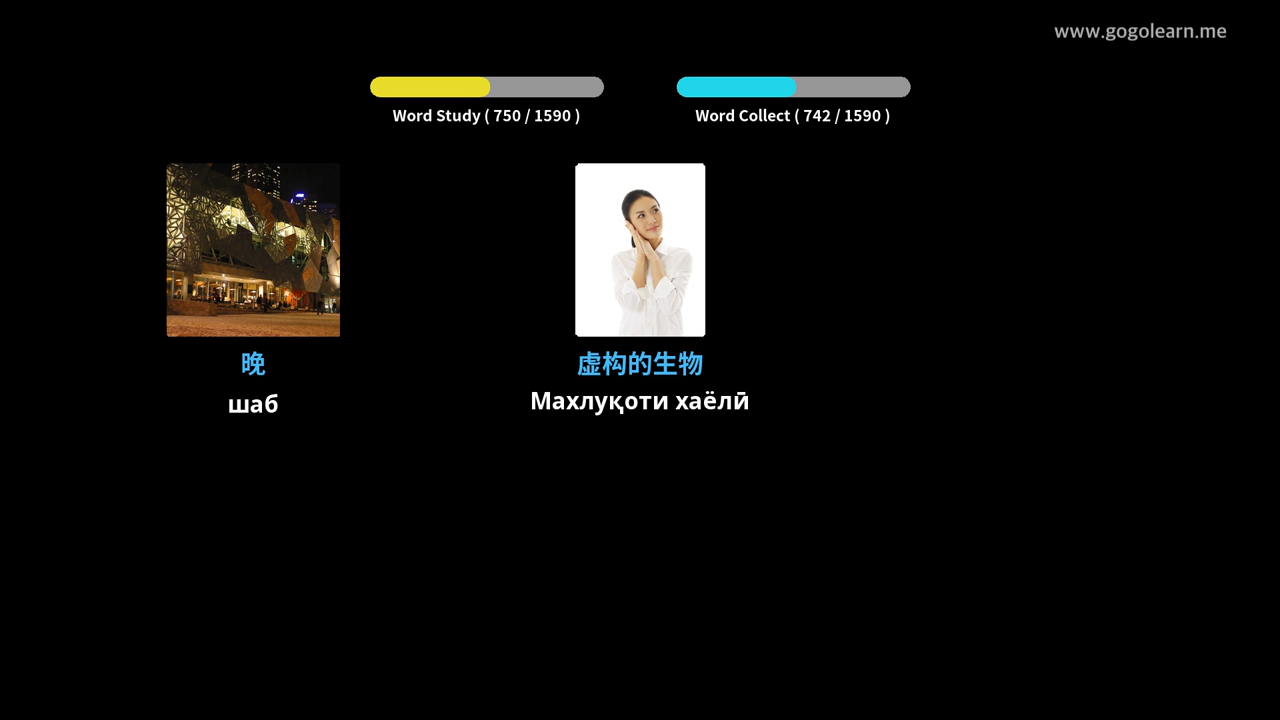 www.gogolearn.me
Word Study ( 750 / 1590 )
Word Collect ( 742 / 1590 )
晚
шаб
虚构的生物
Махлуқоти хаёлӣ